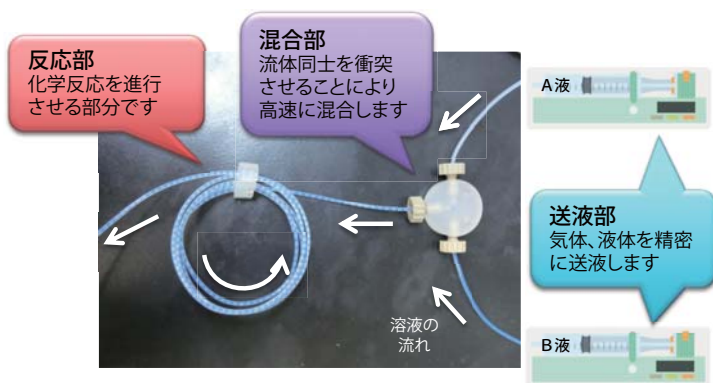 反応部
化学反応を進行
させる部分です
混合部
流体同士を衝突
させることにより
高速に混合します
A液
送液部
気体、液体を精密
に送液します
B液
溶液の
流れ